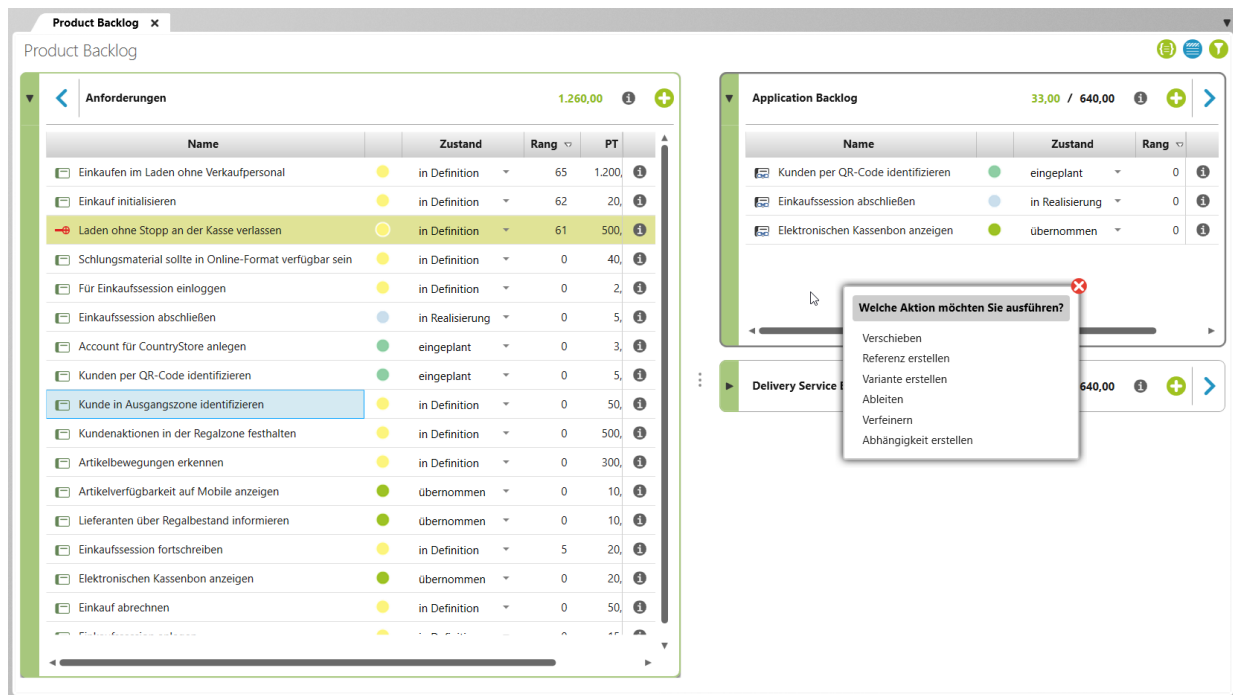 Product Backlog
Product Backlog
Anforderungen 1.260,00
Name Zustand Rang PT
Einkaufen im Laden ohne Verkaufpersonal in Definition 65 1.200,
Einkauf initialisieren in Definition 62 20,
Laden ohne Stopp an der Kasse verlassen in Definition 61 500,
Schlungsmaterial sollte in Online-Format verfügbar sein in Definition 0 40,
Für Einkaufssession einloggen in Definition 0 2,
Einkaufssession abschließen in Realisierung 0 5,
Account für CountryStore anlegen eingeplant 0 3,
Kunden per QR-Code identifizieren eingeplant 0 5,
Kunde in Ausgangszone identifizieren in Definition 0 50,
Kundenaktionen in der Regalzone festhalten in Definition 0 500,
Artikelbewegungen erkennen in Definition 0 300,
Artikelverfügbarkeit auf Mobile anzeigen übernommen 0 10,
Lieferanten über Regalbestand informieren übernommen 0 10,
Einkaufssession fortschreiben in Definition 5 20,
Elektronischen Kassenbon anzeigen übernommen 0 20,
Einkauf abrechnen in Definition 0 50,
Application Backlog 33,00 / 640,00
Name Zustand Rang
Kunden per QR-Code identifizieren eingeplant 0
Einkaufssession abschließen in Realisierung 0
Elektronischen Kassenbon anzeigen übernommen 0
Delivery Service 640,00
Welche Aktion möchten Sie ausführen?
Verschieben
Referenz erstellen
Variante erstellen
Ableiten
Verfeinern
Abhängigkeit erstellen